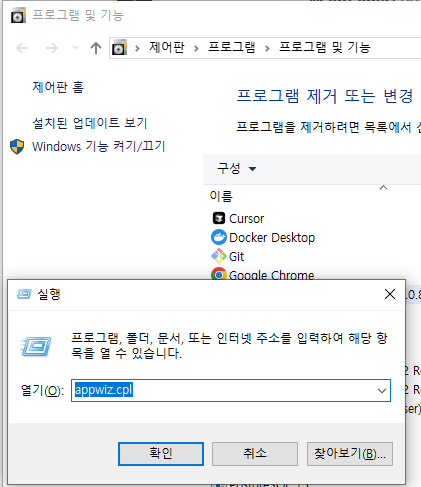 프로그램 및 기능
제어판 > 프로그램 > 프로그램 및 기능
제어판 홈
프로그램 제거 또는 변경
설치된 업데이트 보기
프로그램을 제거하려면 목록에서
Windows 기능 켜기/끄기
구성
이름
Cursor
Docker Desktop
Git
Google Chrome
실행
프로그램, 폴더, 문서, 또는 인터넷 주소를 입력하여 해당 항
목을 열 수 있습니다.
열기(O):
appwiz.cpl
확인
취소
찾아보기(B)...